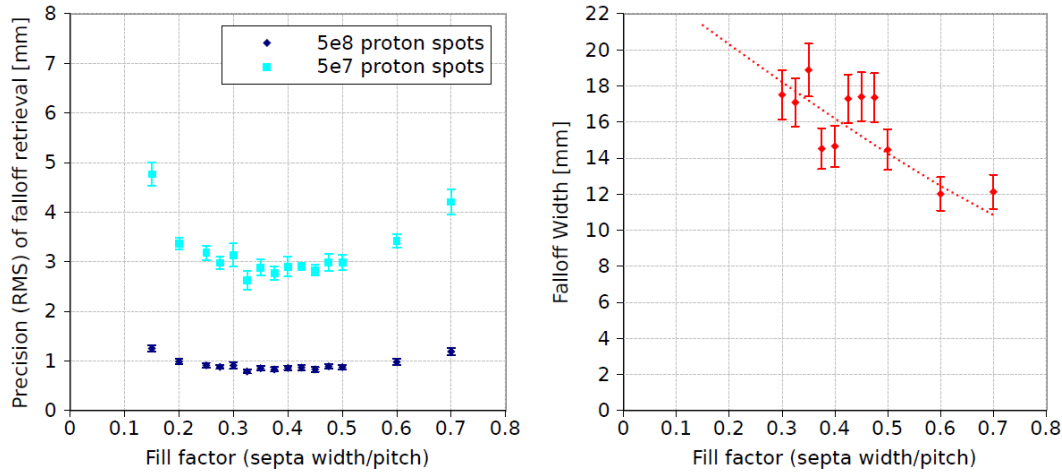 8
7
6
5
4
3
2
1
0
Precision (RMS) of falloff retrieval [mm]
5e8 proton spots
5e7 proton spots
0 0.1 0.2 0.3 0.4 0.5 0.6 0.7 0.8
Fill factor (septa width/pitch)
22
20
18
16
14
12
10
8
6
4
2
0
Falloff Width [mm]
0 0.1 0.2 0.3 0.4 0.5 0.6 0.7 0.8
Fill factor (septa width/pitch)